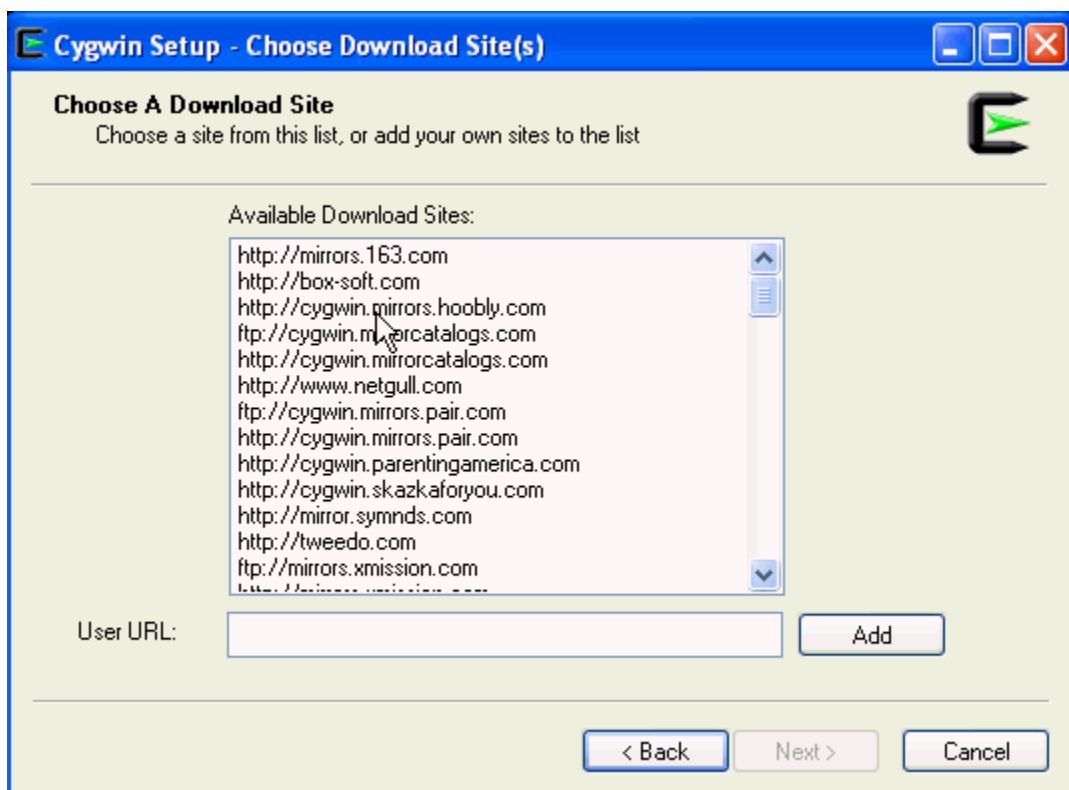 Cygwin Setup - Choose Download Site(s)
Choose A Download Site
Choose a site from this list, or add your own sites to the list
Available Download Sites:
http://mirrors.163.com
http://box-soft.com
http://cygwin.mirrors.hoobly.com
ftp://cygwin.mirrorcatalogs.com
http://cygwin.mirrorcatalogs.com
http://www.netgull.com
ftp://cygwin.mirrors.pair.com
http://cygwin.mirrors.pair.com
http://cygwin.parentingamerica.com
http://cygwin.skazkaforyou.com
http://mirror.symnds.com
http://tweedo.com
ftp://mirrors.xmission.com
http://mirrors.xmission.com
User URL:
Add
< Back
Next >
Cancel